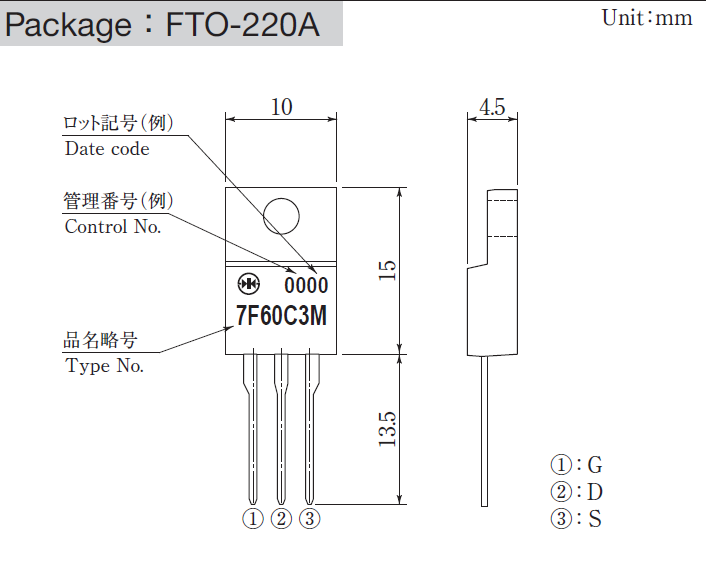 Package：FTO-220A
Unit：mm
10
4.5
ロット記号（例）
Date code
管理番号（例）
Control No.
0000
7F60C3M
15
品名略号
Type No.
13.5
①：G
②：D
③：S
① ② ③